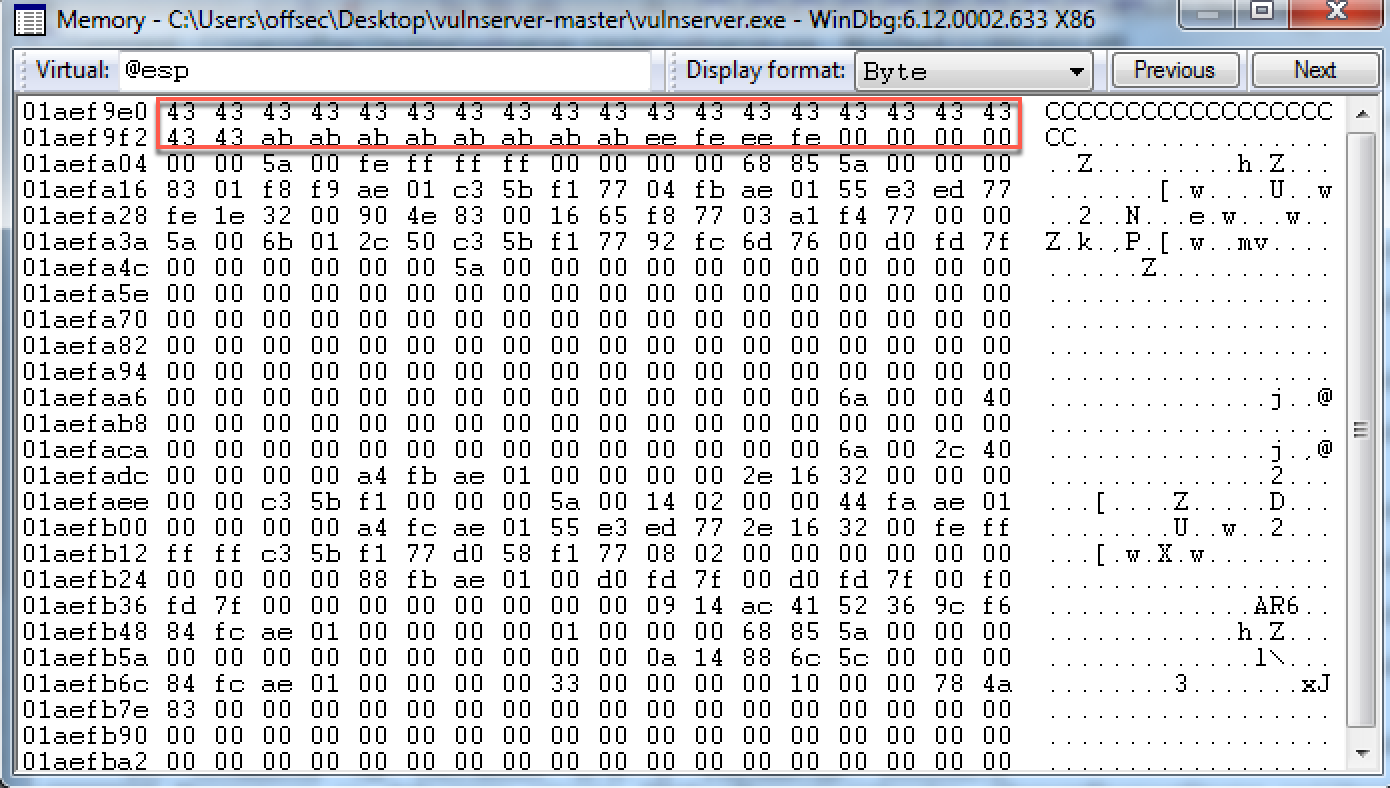 Memory - C:\Users\offsec\Desktop\vulnserver-master\vulnserver.exe - WinDbg:6.12.0002.633 X86
Virtual: @esp Display format: Byte Previous Next
01aef9e0 43 43 43 43 43 43 43 43 43 43 43 43 43 43 43 43 43 43 CCCCCCCCCCCCCCCCCC
01aef9f2 43 43 ab ab ab ab ab ab ab ab ee fe ee fe 00 00 00 00 CC................
01aefa04 00 00 5a 00 fe ff ff ff 00 00 00 00 68 85 5a 00 00 00 ..Z.........h.Z...
01aefa16 83 01 f8 f9 ae 01 c3 5b f1 77 04 fb ae 01 55 e3 ed 77 .......[.w....U..w
01aefa28 fe 1e 32 00 90 4e 83 00 16 65 f8 77 03 a1 f4 77 00 00 ..2..N...e.w...w..
01aefa3a 5a 00 6b 01 2c 50 c3 5b f1 77 92 fc 6d 76 00 d0 fd 7f Z.k.,P.[.w..mv....
01aefa4c 00 00 00 00 00 00 5a 00 00 00 00 00 00 00 00 00 00 00 ......Z...........
01aefa5e 00 00 00 00 00 00 00 00 00 00 00 00 00 00 00 00 00 00 ..................
01aefa70 00 00 00 00 00 00 00 00 00 00 00 00 00 00 00 00 00 00 ..................
01aefa82 00 00 00 00 00 00 00 00 00 00 00 00 00 00 00 00 00 00 ..................
01aefa94 00 00 00 00 00 00 00 00 00 00 00 00 00 00 00 00 00 00 ..................
01aefaa6 00 00 00 00 00 00 00 00 00 00 00 00 00 00 6a 00 00 40 ..............j..@
01aefab8 00 00 00 00 00 00 00 00 00 00 00 00 00 00 00 00 00 00 ..................
01aefaca 00 00 00 00 00 00 00 00 00 00 00 00 00 00 6a 00 2c 40 ..............j.,@
01aefadc 00 00 00 00 a4 fb ae 01 00 00 00 00 2e 16 32 00 00 00 ..............2...
01aefaee 00 00 c3 5b f1 00 00 00 5a 00 14 02 00 00 44 fa ae 01 ...[....Z.....D...
01aefb00 00 00 00 00 a4 fc ae 01 55 e3 ed 77 2e 16 32 00 fe ff ........U..w..2...
01aefb12 ff ff c3 5b f1 77 d0 58 f1 77 08 02 00 00 00 00 00 00 ...[.w.X.w........
01aefb24 00 00 00 00 88 fb ae 01 00 d0 fd 7f 00 d0 fd 7f 00 f0 ..................
01aefb36 fd 7f 00 00 00 00 00 00 00 00 09 14 ac 41 52 36 9c f6 .............AR6..
01aefb48 84 fc ae 01 00 00 00 00 01 00 00 00 68 85 5a 00 00 00 ............h.Z...
01aefb5a 00 00 00 00 00 00 00 00 00 00 0a 14 88 6c 5c 00 00 00 .............l\...
01aefb6c 84 fc ae 01 00 00 00 00 33 00 00 00 00 10 00 00 78 4a ........3.......xJ
01aefb7e 83 00 00 00 00 00 00 00 00 00 00 00 00 00 00 00 00 00 ..................
01aefb90 00 00 00 00 00 00 00 00 00 00 00 00 00 00 00 00 00 00 ..................
01aefba2 00 00 00 00 00 00 00 00 00 00 00 00 00 00 00 00 00 00 ..................